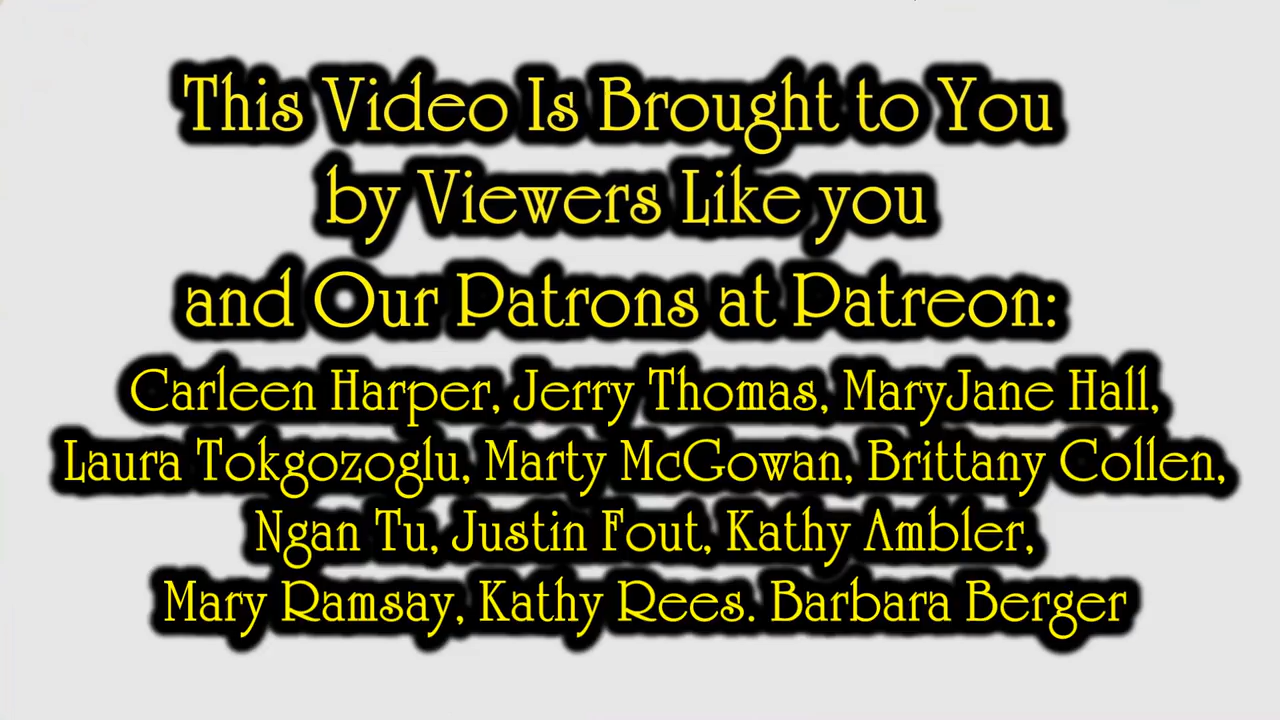 This Video Is Brought to You
by Viewers Like you
and Our Patrons at Patreon:
Carleen Harper, Jerry Thomas, MaryJane Hall,
Laura Tokgozoglu, Marty McGowan, Brittany Collen,
Ngan Tu, Justin Fout, Kathy Ambler,
Mary Ramsay, Kathy Rees. Barbara Berger